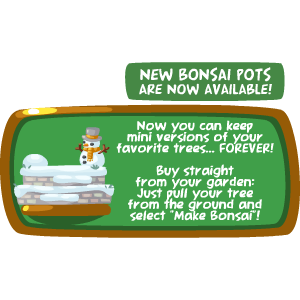 NEW BONSAI POTS
ARE NOW AVAILABLE!
Now you can keep
mini versions of your
favorite trees... FOREVER!
Buy straight
from your garden:
Just pull your tree
from the ground and
select "Make Bonsai"!